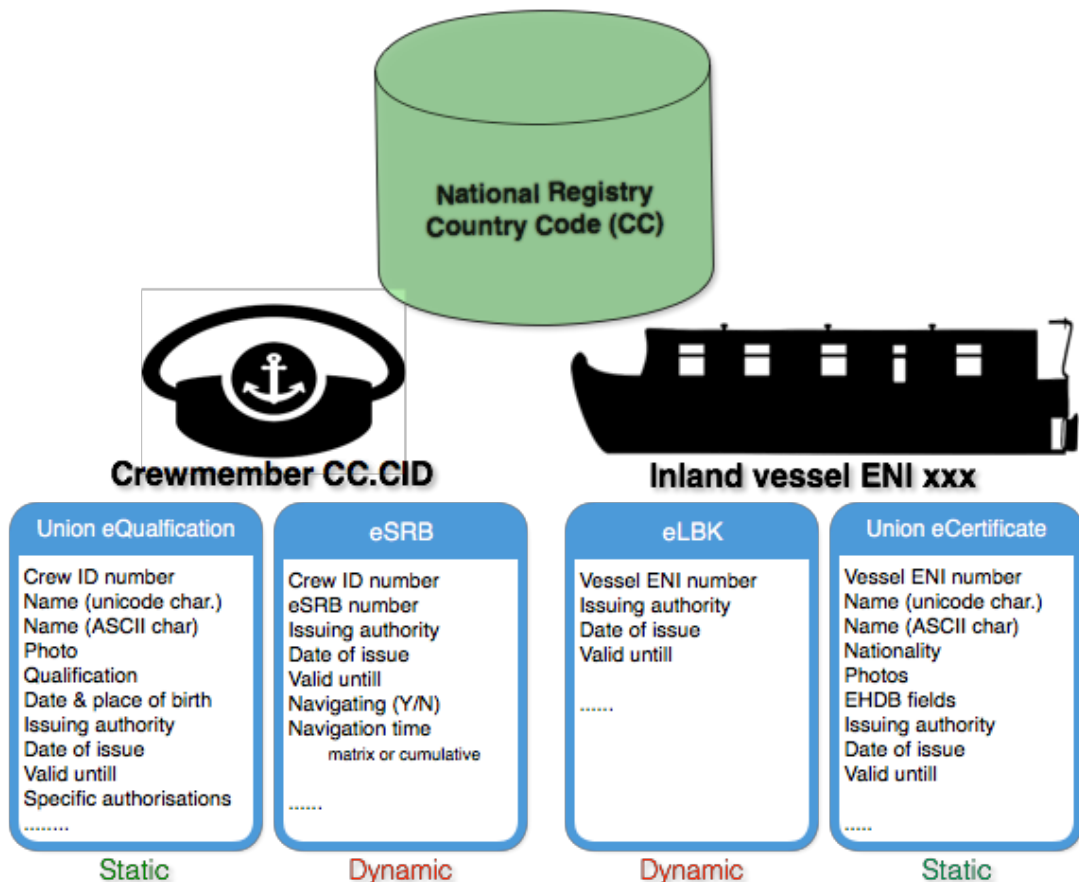 National Registry
Country Code (CC)
Crewmember CC.CID
Inland vessel ENI xxx
Union eQualfication
Crew ID number
Name (unicode char.)
Name (ASCII char)
Photo
Qualification
Date & place of birth
Issuing authority
Date of issue
Valid untill
Specific authorisations
........
Static
eSRB
Crew ID number
eSRB number
Issuing authority
Date of issue
Valid untill
Navigating (Y/N)
Navigation time
matrix or cumulative
......
Dynamic
eLBK
Vessel ENI number
Issuing authority
Date of issue
Valid untill
......
Dynamic
Union eCertificate
Vessel ENI number
Name (unicode char.)
Name (ASCII char)
Nationality
Photos
EHDB fields
Issuing authority
Date of issue
Valid untill
.....
Static